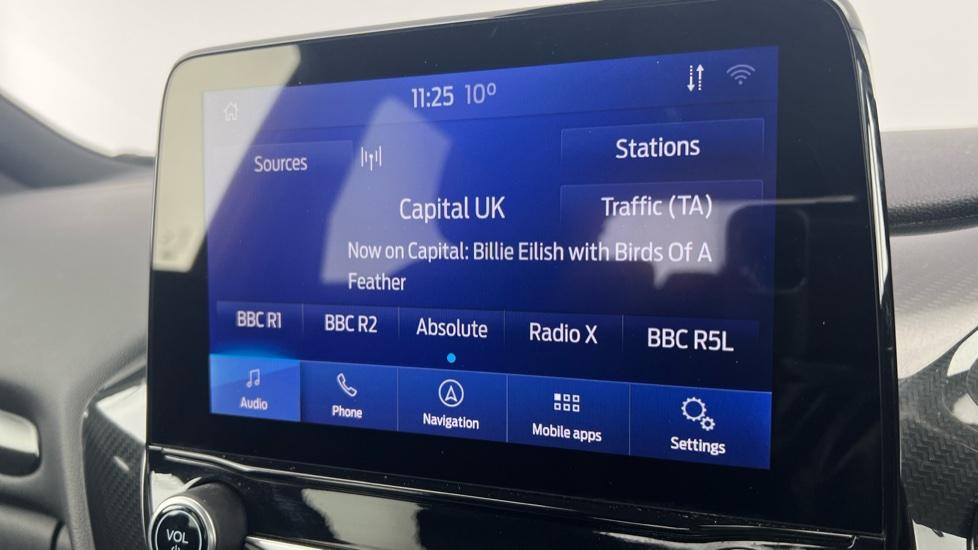 11:25 10°
Sources
Stations
Capital UK
Traffic (TA)
Now on Capital: Billie Eilish with Birds Of A
Feather
BBC R1 BBC R2 Absolute Radio X BBC R5L
Audio Phone Navigation Mobile apps Settings
VOL